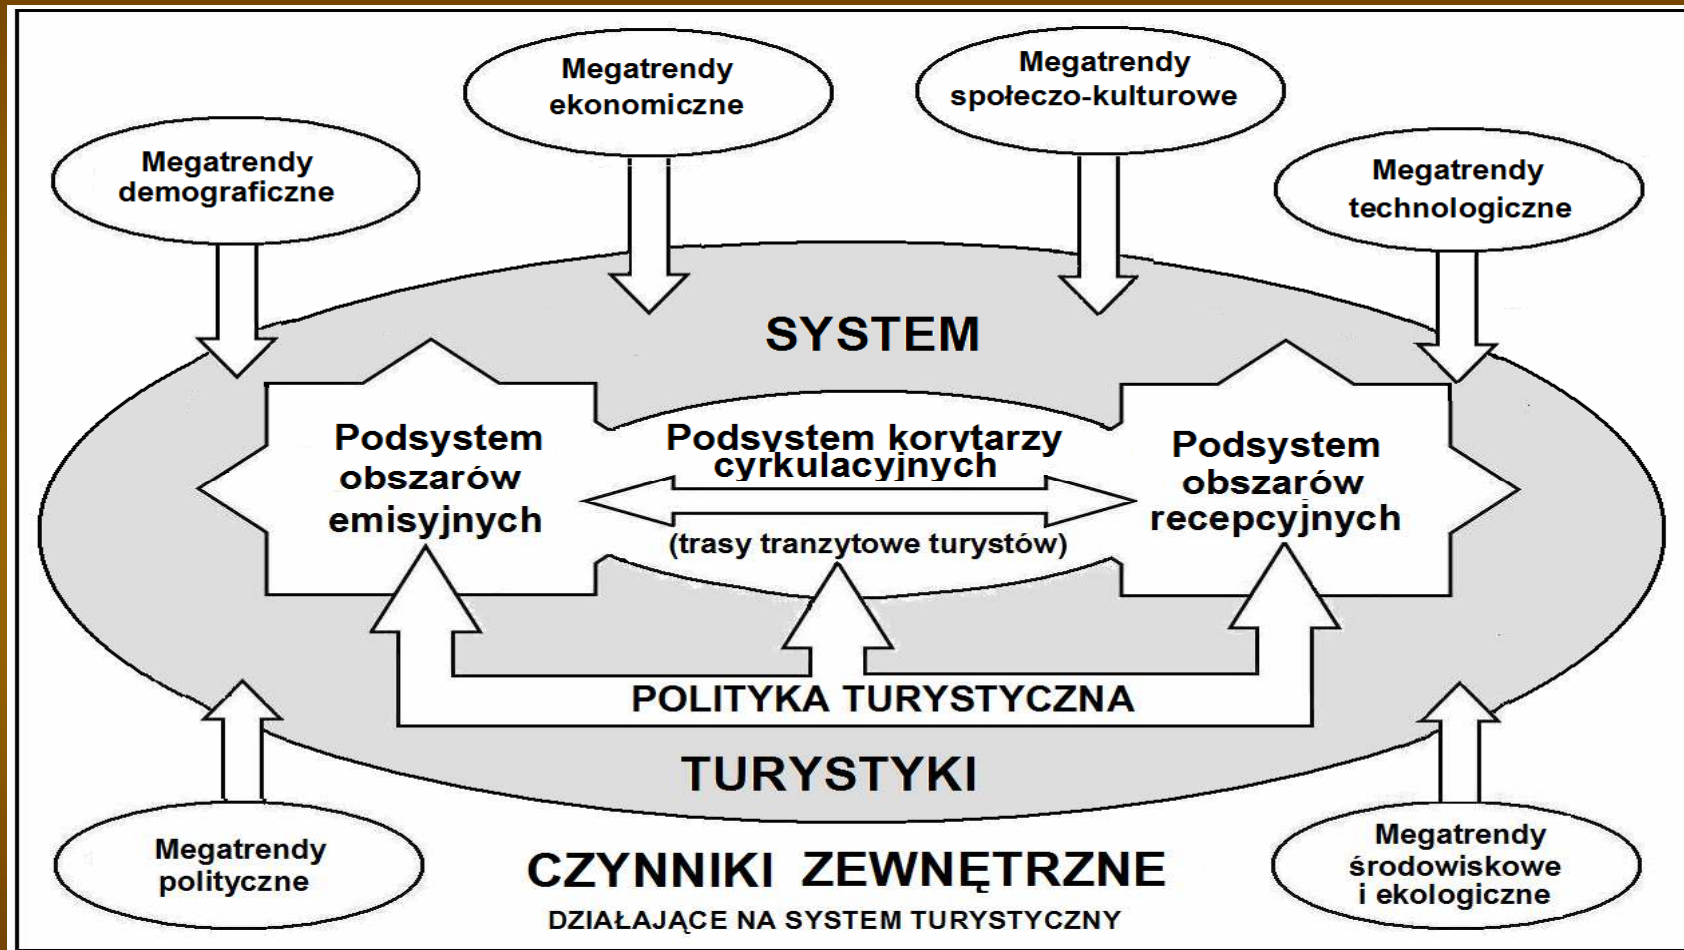 Megatrendy
ekonomiczne
Megatrendy
społeczo-kulturowe
Megatrendy
demograficzne
Megatrendy
technologiczne
SYSTEM
Podsystem
obszarów
emisyjnych
Podsystem korytarzy
cyrkulacyjnych
(trasy tranzytowe turystów)
Podsystem
obszarów
recepcyjnych
POLITYKA TURYSTYCZNA
TURYSTYKI
Megatrendy
polityczne
CZYNNIKI ZEWNĘTRZNE
DZIAŁAJĄCE NA SYSTEM TURYSTYCZNY
Megatrendy
środowiskowe
i ekologiczne